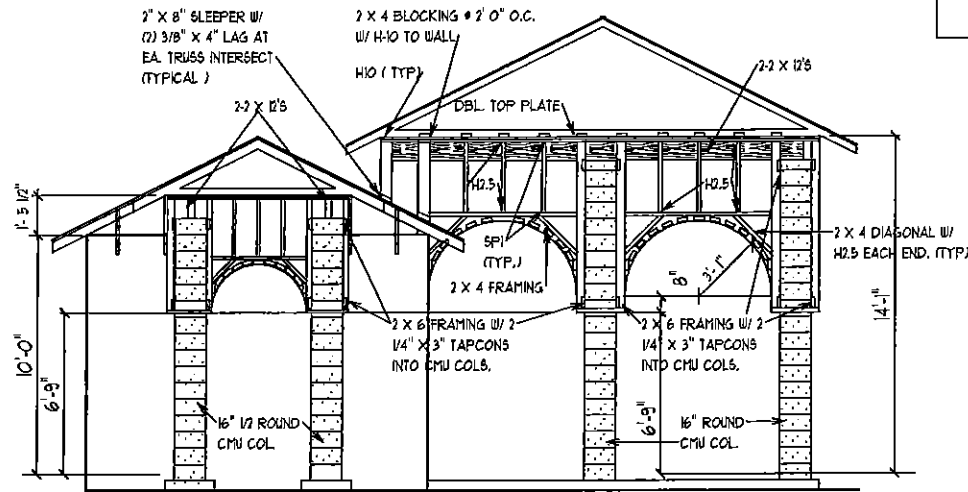 2" X 8" SLEEPER W/
(2) 3/8" X 4" LAG AT
EA. TRUSS INTERSECT
(TYPICAL )
2 X 4 BLOCKING @ 2' 0" O.C.
W/ H-10 TO WALL
H10 ( TYP)
2-2 X 12'S
DBL. TOP PLATE
2-2 X 12'S
1'- 5 1/2"
H2.5
H2.5
SP1
(TYP.)
2 X 4 FRAMING
2 X 4 DIAGONAL W/
H2.5 EACH END. (TYP)
8"
3'-1"
14'-1"
10'-0"
6'-9"
2 X 6 FRAMING W/ 2
1/4" X 3" TAPCONS
INTO CMU COLS.
2 X 6 FRAMING W/ 2
1/4" X 3" TAPCONS
INTO CMU COLS.
6'-9"
16" 1/2 ROUND
CMU COL.
16" ROUND
CMU COL.